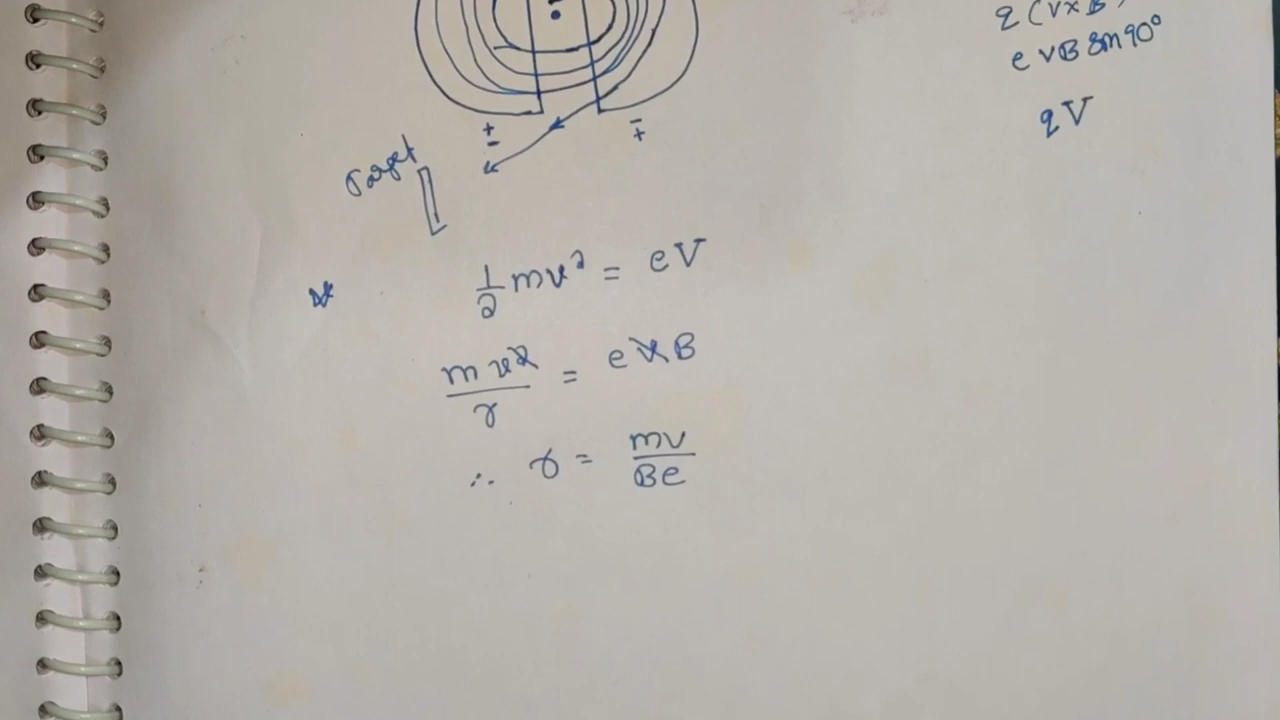 q (v×B)
e vB sin 90°
qV
+
-
-
+
Target
1/2 mv² = eV
mv²/r = evB
∴ r = mv/Be